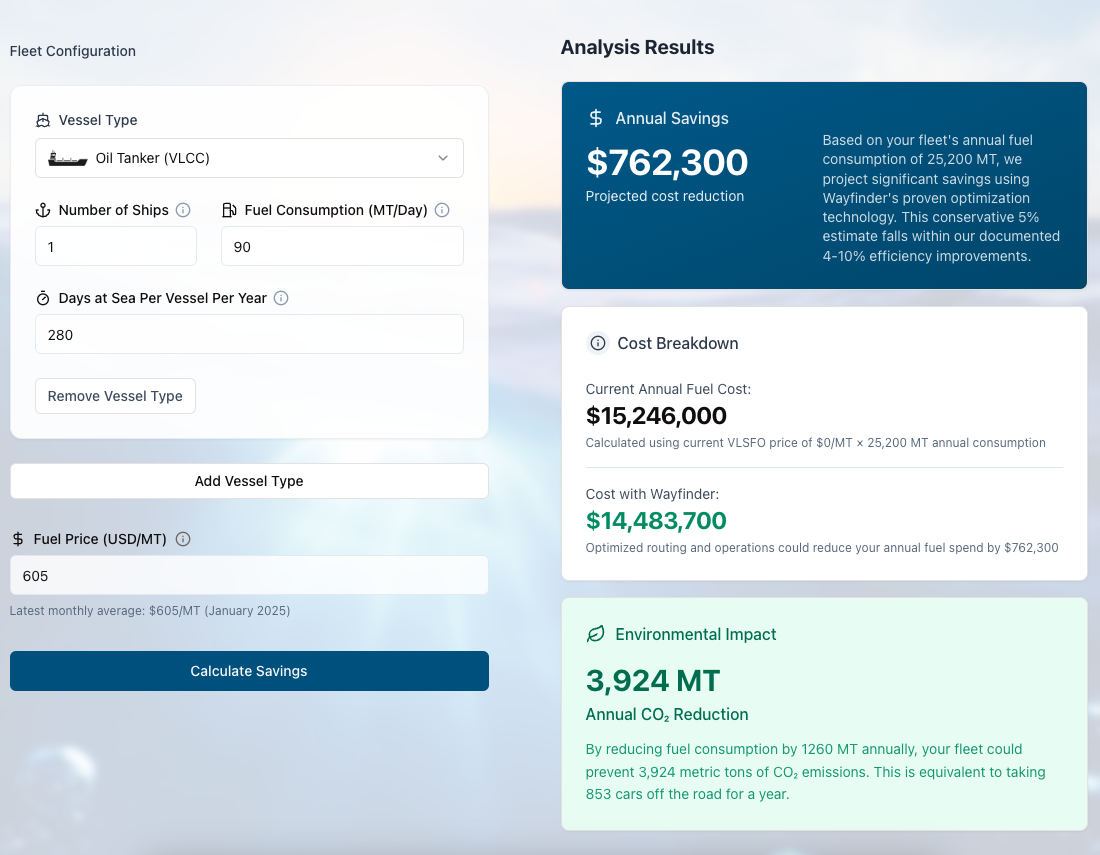 Fleet Configuration
Vessel Type
Oil Tanker (VLCC)
Number of Ships
Fuel Consumption (MT/Day)
1
90
Days at Sea Per Vessel Per Year
280
Remove Vessel Type
Add Vessel Type
Fuel Price (USD/MT)
605
Latest monthly average: $605/MT (January 2025)
Calculate Savings
Analysis Results
Annual Savings
$762,300
Projected cost reduction
Based on your fleet's annual fuel
consumption of 25,200 MT, we
project significant savings using
Wayfinder's proven optimization
technology. This conservative 5%
estimate falls within our documented
4-10% efficiency improvements.
Cost Breakdown
Current Annual Fuel Cost:
$15,246,000
Calculated using current VLSFO price of $0/MT × 25,200 MT annual consumption
Cost with Wayfinder:
$14,483,700
Optimized routing and operations could reduce your annual fuel spend by $762,300
Environmental Impact
3,924 MT
Annual CO₂ Reduction
By reducing fuel consumption by 1260 MT annually, your fleet could
prevent 3,924 metric tons of CO₂ emissions. This is equivalent to taking
853 cars off the road for a year.